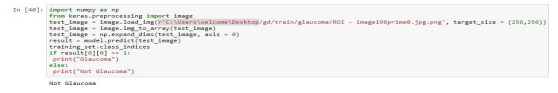 In [40]: import numpy as np
from keras.preprocessing import image
test_image = image.load_img(r'C:\Users\welcome\Desktop/gd/train/glaucoma/ROI - image198prime0.jpg.png', target_size = (256,256))
test_image = image.img_to_array(test_image)
test_image = np.expand_dims(test_image, axis = 0)
result = model.predict(test_image)
training_set.class_indices
if result[0][0] == 1:
 print("Glaucoma")
else:
 print("Not Glaucoma")
Not Glaucoma